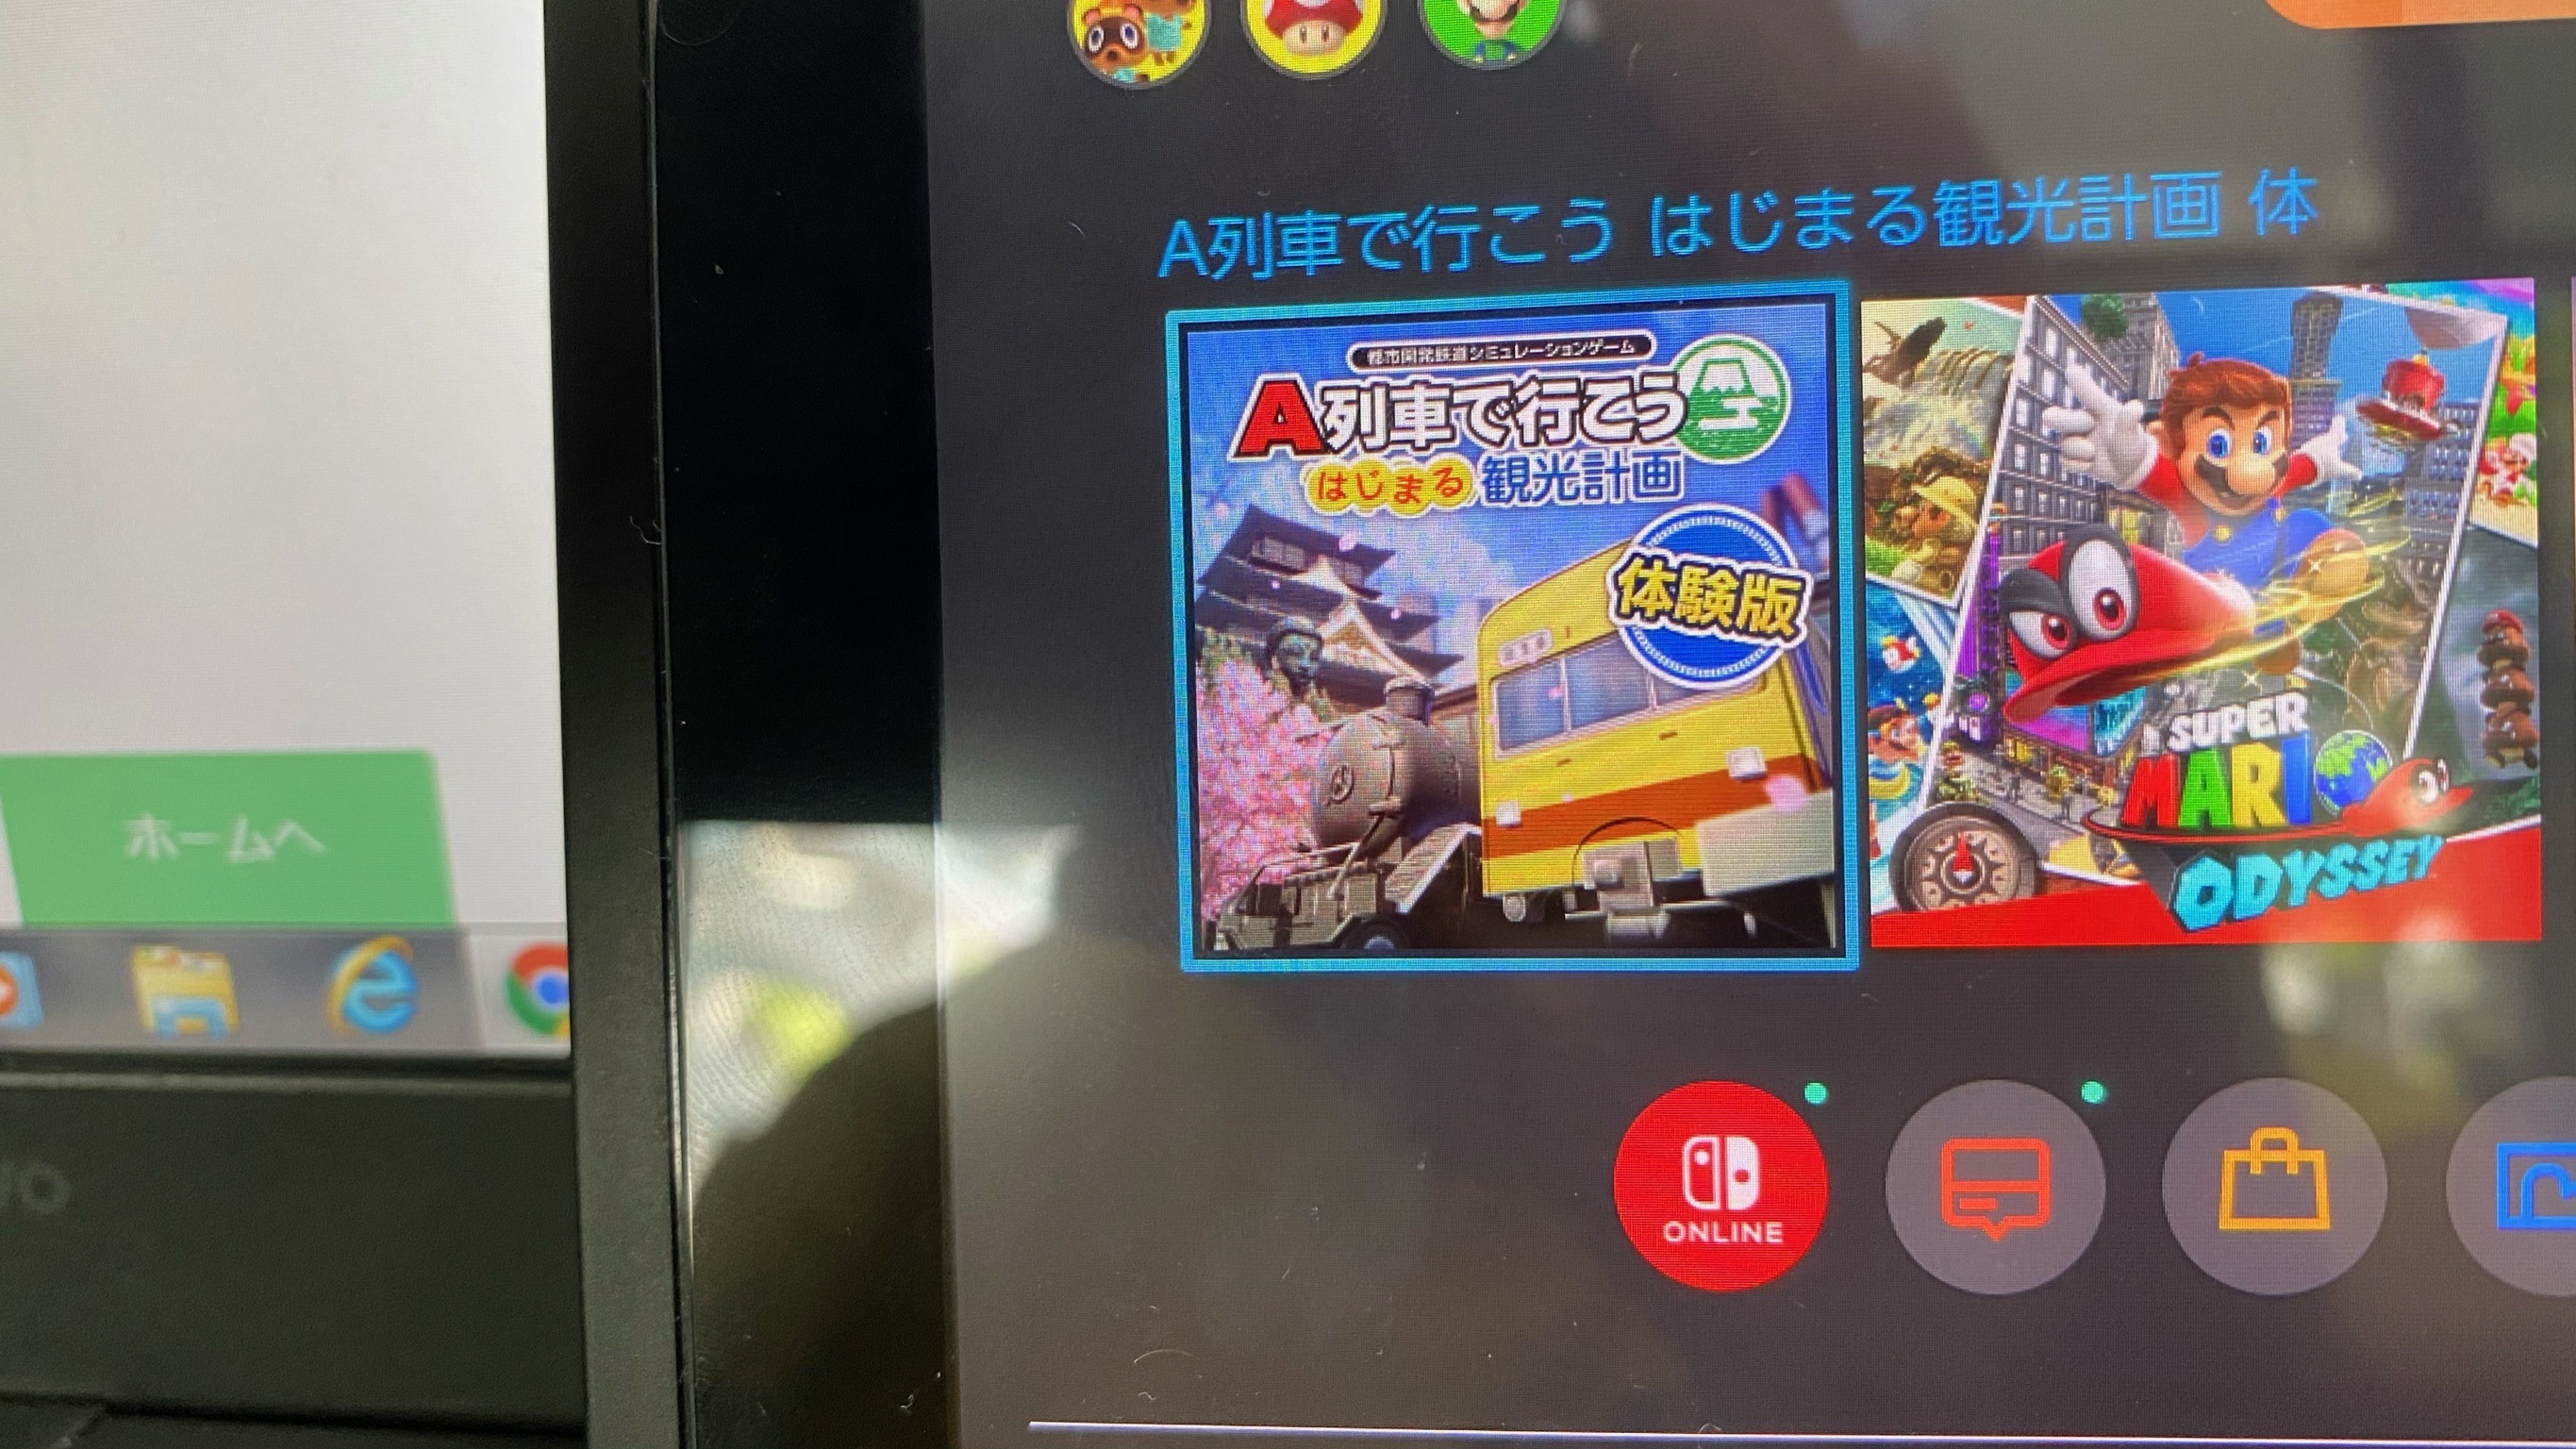 A列車で行こう はじまる観光計画 体
都市開発鉄道シミュレーションゲーム
A列車で行こう
はじまる観光計画
体験版
SUPER
MARIO
ODYSSEY
ホームへ
ONLINE